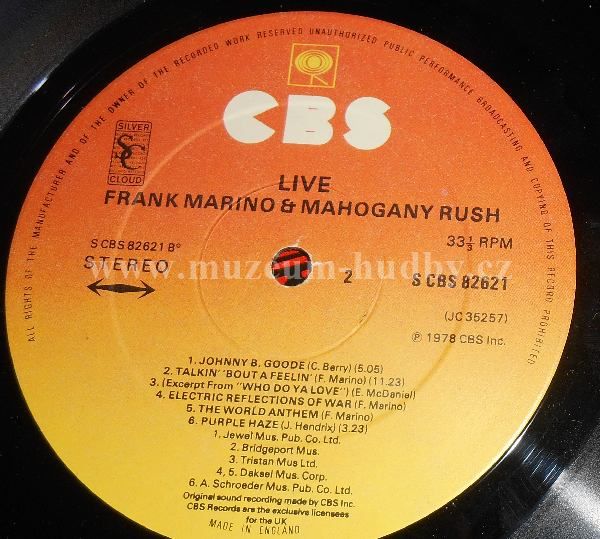 ALL RIGHTS OF THE MANUFACTURER AND OF THE OWNER OF THE RECORDED WORK RESERVED UNAUTHORIZED PUBLIC PERFORMANCE BROADCASTING AND COPYING OF THIS RECORD PROHIBITED
CBS
SILVER
SC
CLOUD
LIVE
FRANK MARINO & MAHOGANY RUSH
S CBS 82621 B°
33⅓ RPM
STEREO
2
S CBS 82621
www.muzeum-hudby.cz
(JC 35257)
℗ 1978 CBS Inc.
1. JOHNNY B. GOODE (C. Berry) (5.05)
2. TALKIN' 'BOUT A FEELIN' (F. Marino) (11.23)
3. (Excerpt From "WHO DO YA LOVE") (E. McDaniel)
4. ELECTRIC REFLECTIONS OF WAR (F. Marino)
5. THE WORLD ANTHEM (F. Marino)
6. PURPLE HAZE (J. Hendrix) (3.23)
1. Jewel Mus. Pub. Co. Ltd.
2. Bridgeport Mus.
3. Tristan Mus Ltd.
4, 5. Daksel Mus. Corp.
6. A. Schroeder Mus. Pub. Co. Ltd.
Original sound recording made by CBS Inc.
CBS Records are the exclusive licensees
for the UK
MADE IN ENGLAND